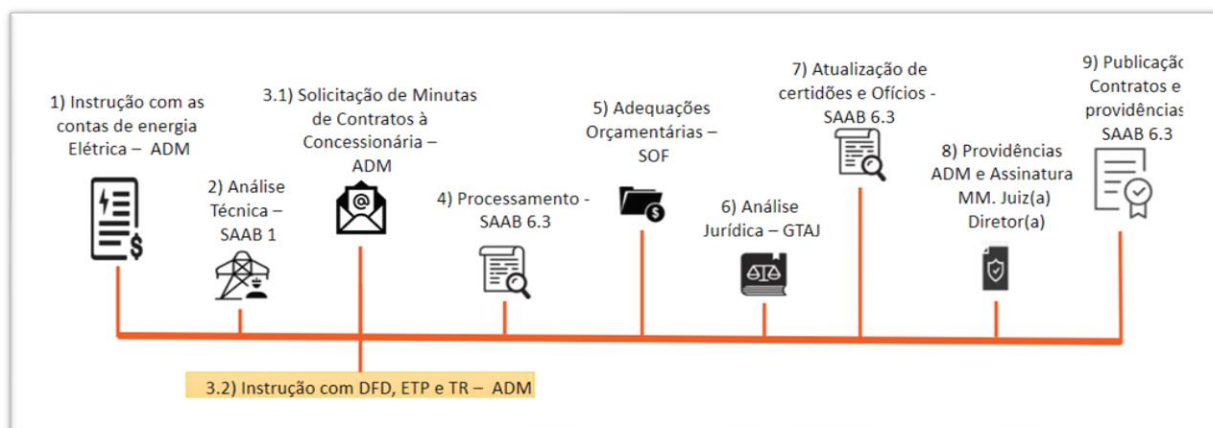 1) Instrução com as
contas de energia
Elétrica – ADM
2) Análise
Técnica –
SAAB 1
3.1) Solicitação de Minutas
de Contratos à
Concessionária –
ADM
3.2) Instrução com DFD, ETP e TR – ADM
4) Processamento -
SAAB 6.3
5) Adequações
Orçamentárias –
SOF
6) Análise
Jurídica – GTAJ
7) Atualização de
certidões e Ofícios -
SAAB 6.3
8) Providências
ADM e Assinatura
MM. Juiz(a)
Diretor(a)
9) Publicação
Contratos e
providências
SAAB 6.3